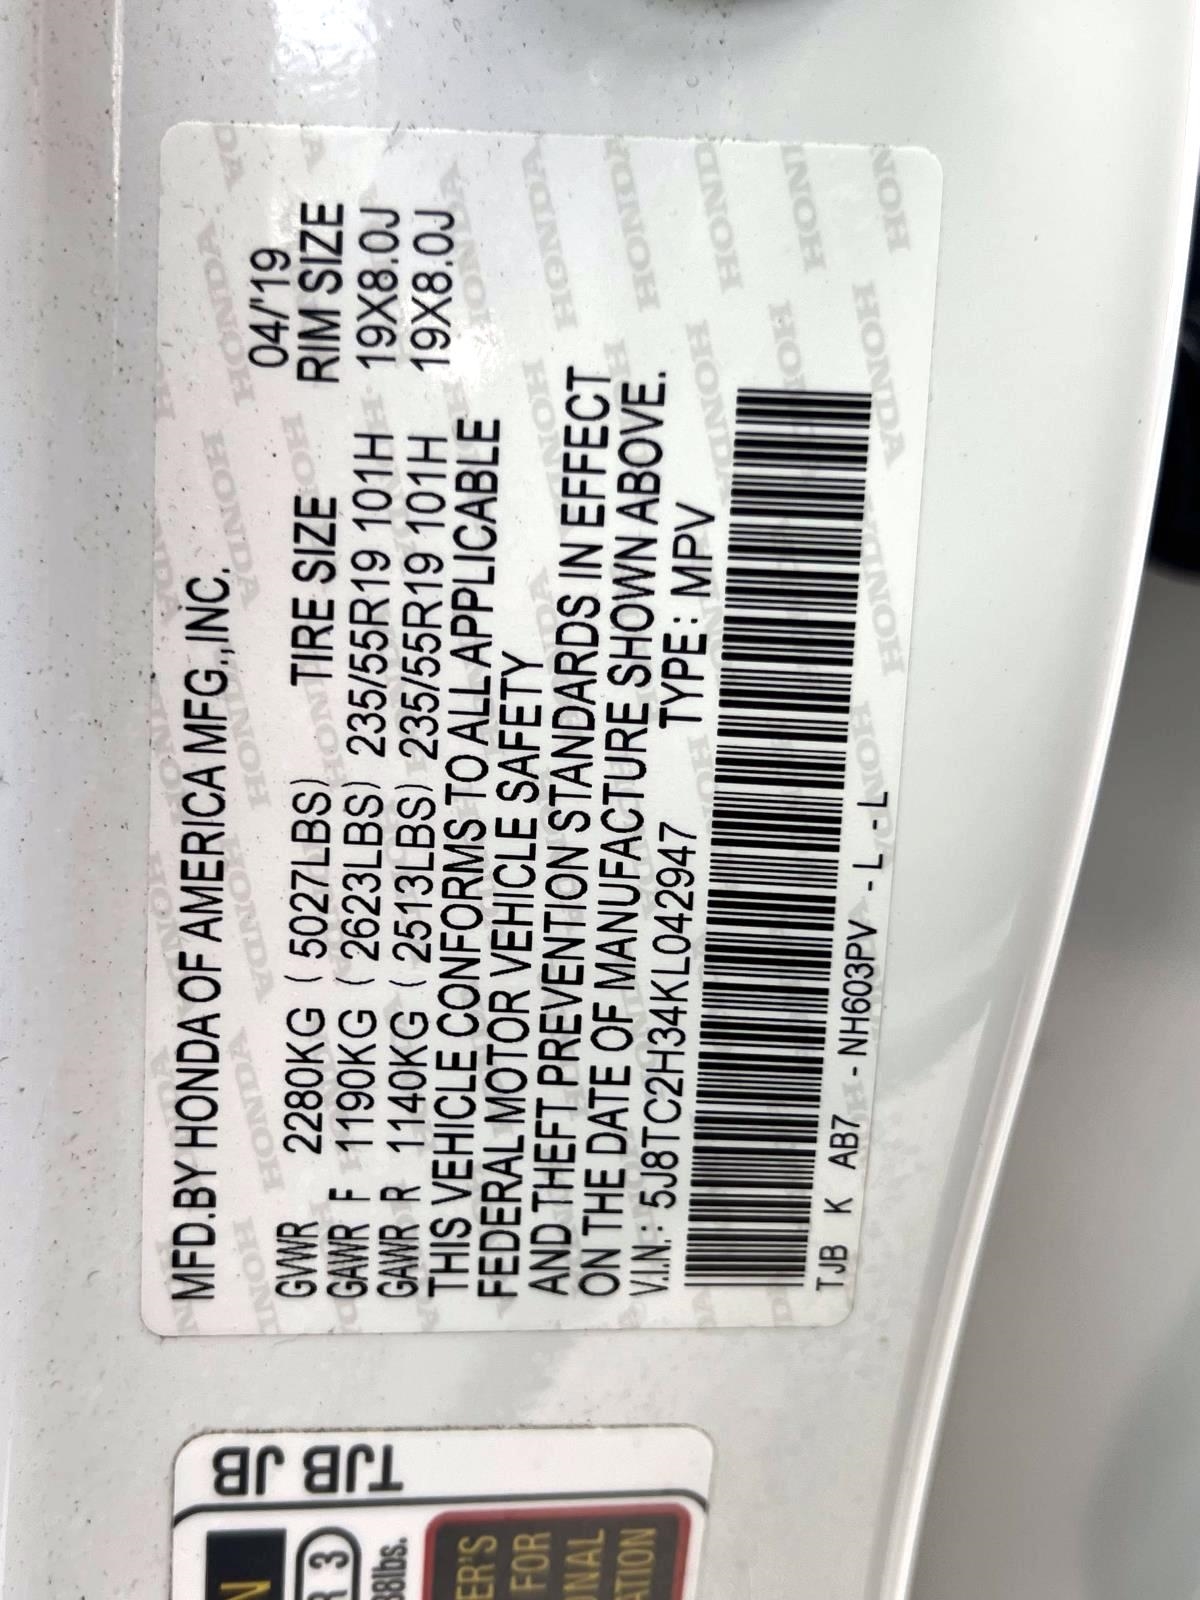 MFD.BY HONDA OF AMERICA MFG.,INC.
04/'19
GVWR 2280KG ( 5027LBS) TIRE SIZE RIM SIZE
GAWR F 1190KG ( 2623LBS) 235/55R19 101H 19X8.0J
GAWR R 1140KG ( 2513LBS) 235/55R19 101H 19X8.0J
THIS VEHICLE CONFORMS TO ALL APPLICABLE
FEDERAL MOTOR VEHICLE SAFETY
AND THEFT PREVENTION STANDARDS IN EFFECT
ON THE DATE OF MANUFACTURE SHOWN ABOVE.
V.I.N.: 5J8TC2H34KL042947 TYPE: MPV
TJB K AB7 - NH603PV - L - L
TJB JB
3
FOR